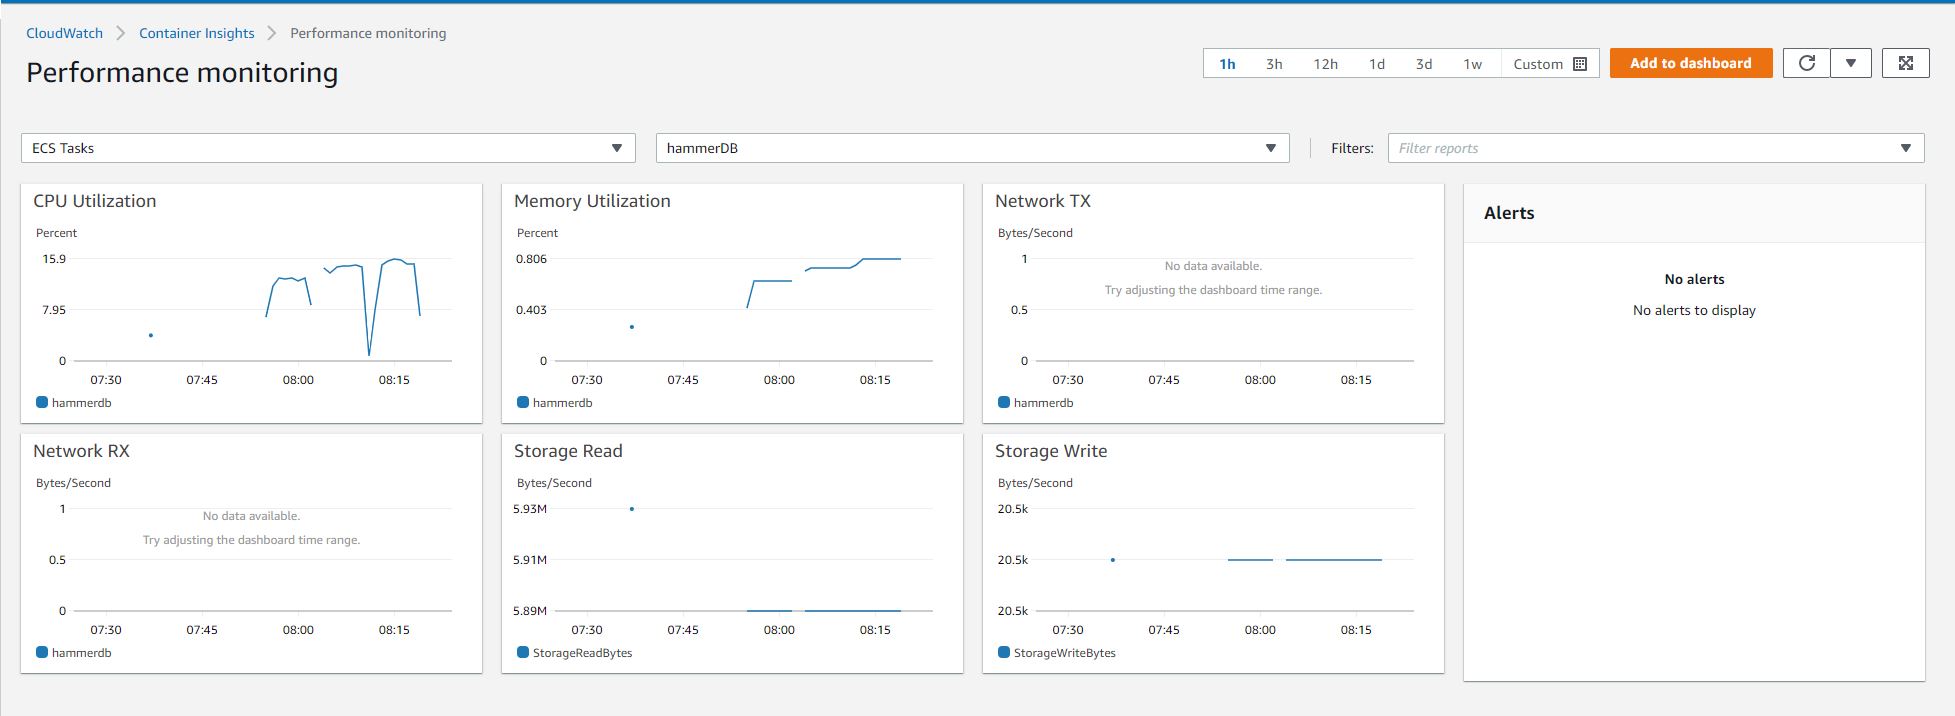 CloudWatch > Container Insights > Performance monitoring
Performance monitoring
1h 3h 12h 1d 3d 1w Custom
Add to dashboard
ECS Tasks
hammerDB
Filters:
Filter reports
CPU Utilization
Percent
15.9
7.95
0
07:30 07:45 08:00 08:15
hammerdb
Memory Utilization
Percent
0.806
0.403
0
07:30 07:45 08:00 08:15
hammerdb
Network TX
Bytes/Second
1
No data available.
Try adjusting the dashboard time range.
0.5
0
07:30 07:45 08:00 08:15
hammerdb
Alerts
No alerts
No alerts to display
Network RX
Bytes/Second
1
No data available.
Try adjusting the dashboard time range.
0.5
0
07:30 07:45 08:00 08:15
hammerdb
Storage Read
Bytes/Second
5.93M
5.91M
5.89M
07:30 07:45 08:00 08:15
StorageReadBytes
Storage Write
Bytes/Second
20.5k
20.5k
20.5k
07:30 07:45 08:00 08:15
StorageWriteBytes